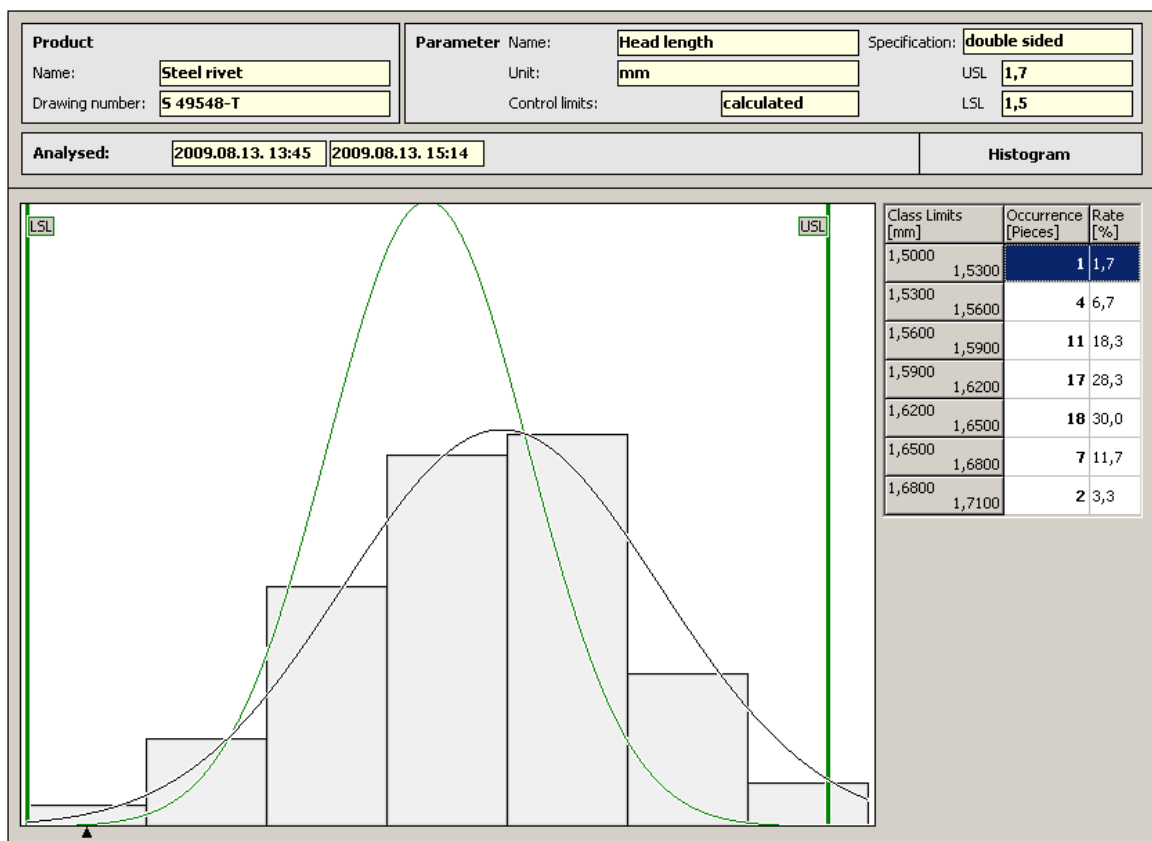 Product
Name: Steel rivet
Drawing number: S 49548-T
Parameter Name: Head length
Unit: mm
Control limits: calculated
Specification: double sided
USL 1,7
LSL 1,5
Analysed: 2009.08.13. 13:45 2009.08.13. 15:14
Histogram
LSL USL
Class Limits Occurrence Rate
[mm] [Pieces] [%]
1,5000 1,5300 1 1,7
1,5300 1,5600 4 6,7
1,5600 1,5900 11 18,3
1,5900 1,6200 17 28,3
1,6200 1,6500 18 30,0
1,6500 1,6800 7 11,7
1,6800 1,7100 2 3,3